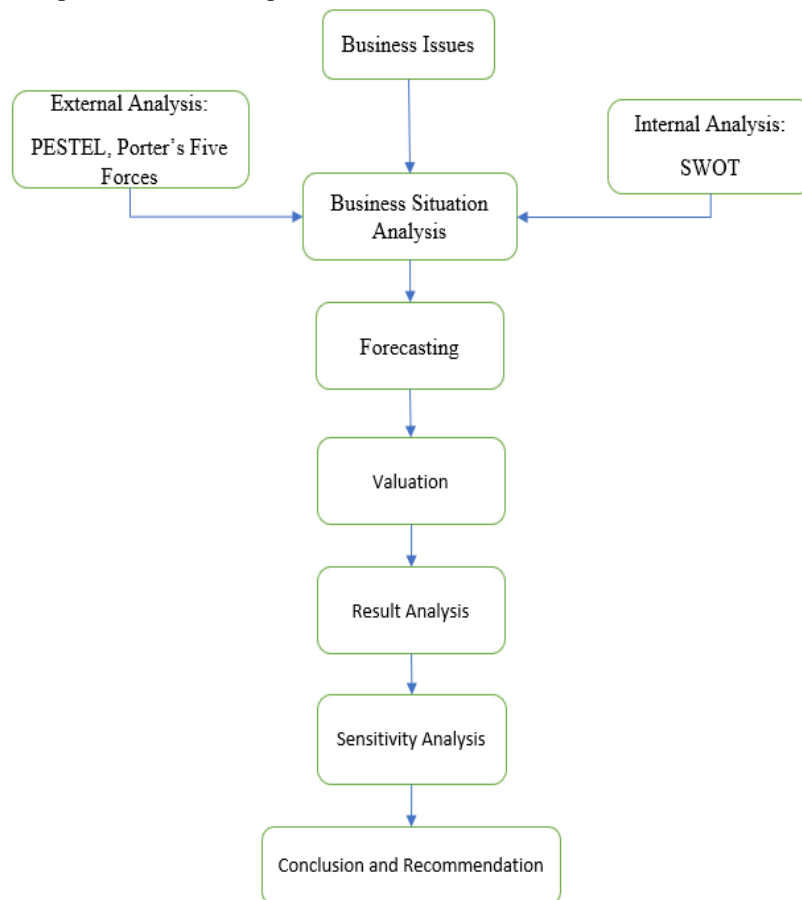 Business Issues
External Analysis:
PESTEL, Porter's Five
Forces
Internal Analysis:
SWOT
Business Situation
Analysis
Forecasting
Valuation
Result Analysis
Sensitivity Analysis
Conclusion and Recommendation